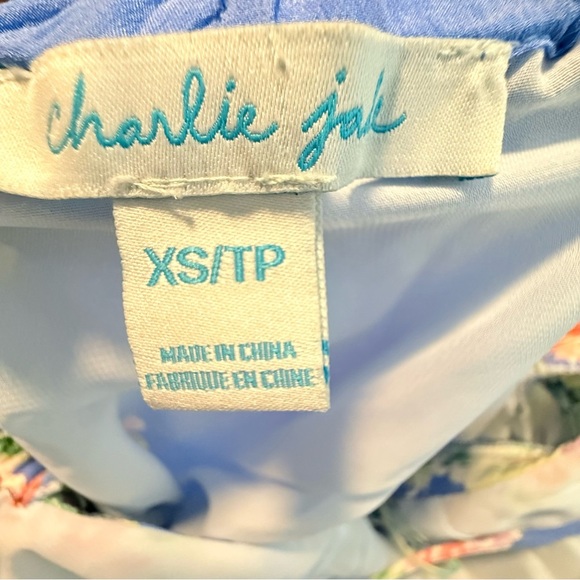 charlie jade
XS/TP
MADE IN CHINA
FABRIQUE EN CHINE